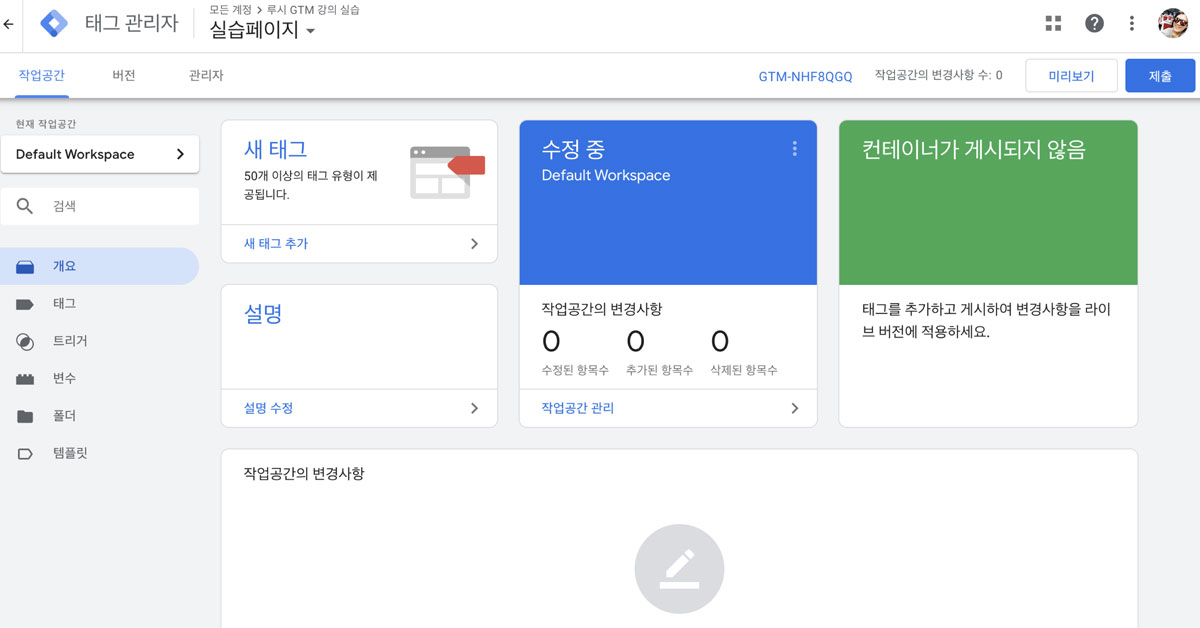 모든 계정 > 루시 GTM 강의 실습
태그 관리자
실습페이지
작업공간
버전
관리자
GTM-NHF8QGQ
작업공간의 변경사항 수: 0
미리보기
제출
현재 작업공간
Default Workspace
검색
개요
태그
트리거
변수
폴더
템플릿
새 태그
50개 이상의 태그 유형이 제
공됩니다.
새 태그 추가
설명
설명 수정
수정 중
Default Workspace
작업공간의 변경사항
0 0 0
수정된 항목수 추가된 항목수 삭제된 항목수
작업공간 관리
컨테이너가 게시되지 않음
태그를 추가하고 게시하여 변경사항을 라이
브 버전에 적용하세요.
작업공간의 변경사항